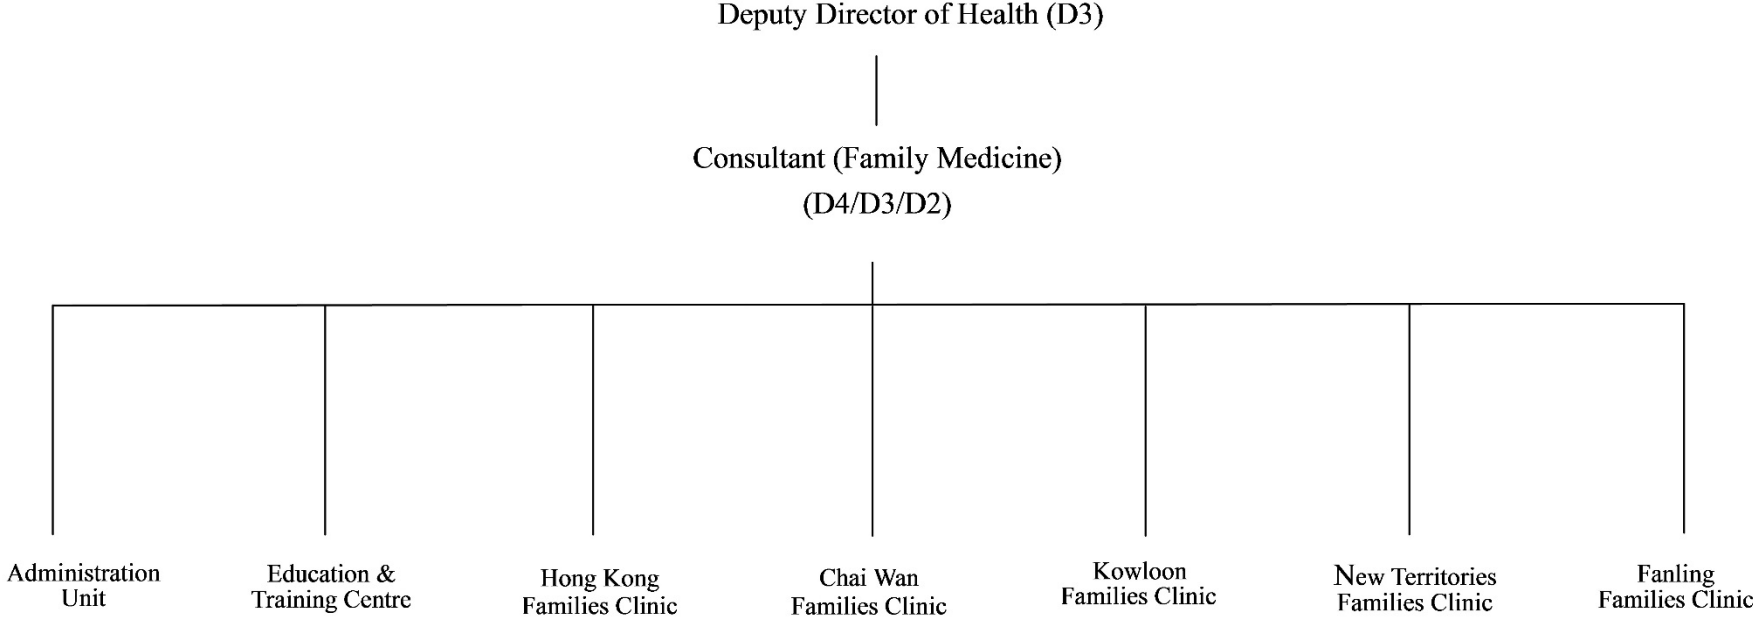 Deputy Director of Health (D3)
Consultant (Family Medicine)
(D4/D3/D2)
Administration
Unit
Education &
Training Centre
Hong Kong
Families Clinic
Chai Wan
Families Clinic
Kowloon
Families Clinic
New Territories
Families Clinic
Fanling
Families Clinic